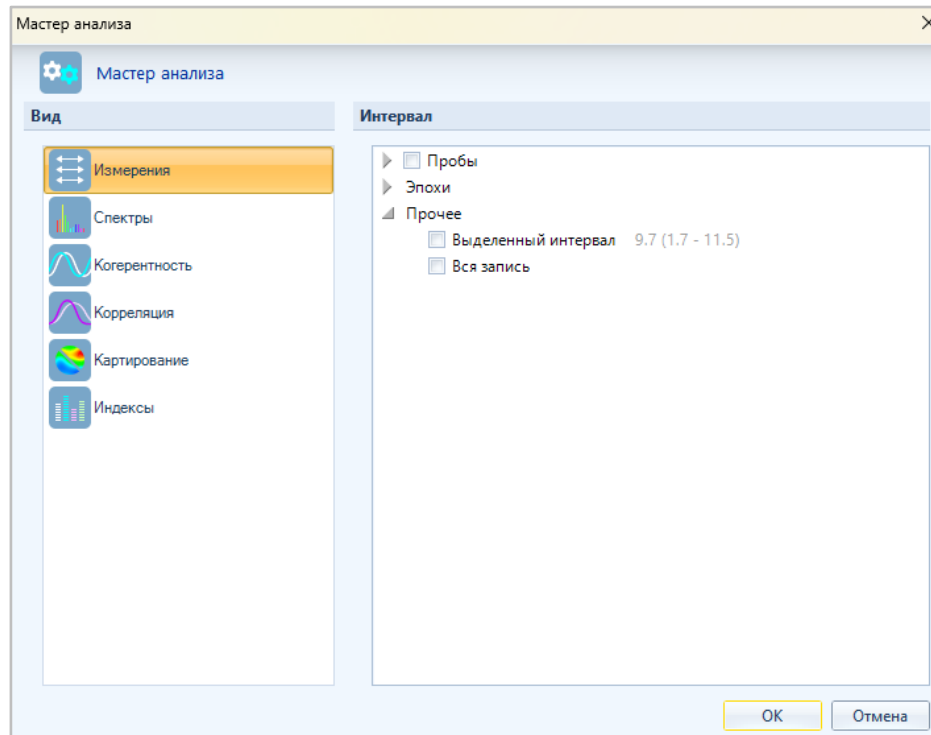 Мастер анализа
Мастер анализа
Вид
Интервал
Измерения
Спектры
Когерентность
Корреляция
Картирование
Индексы
Пробы
Эпохи
Прочее
Выделенный интервал 9.7 (1.7 - 11.5)
Вся запись
ОК Отмена